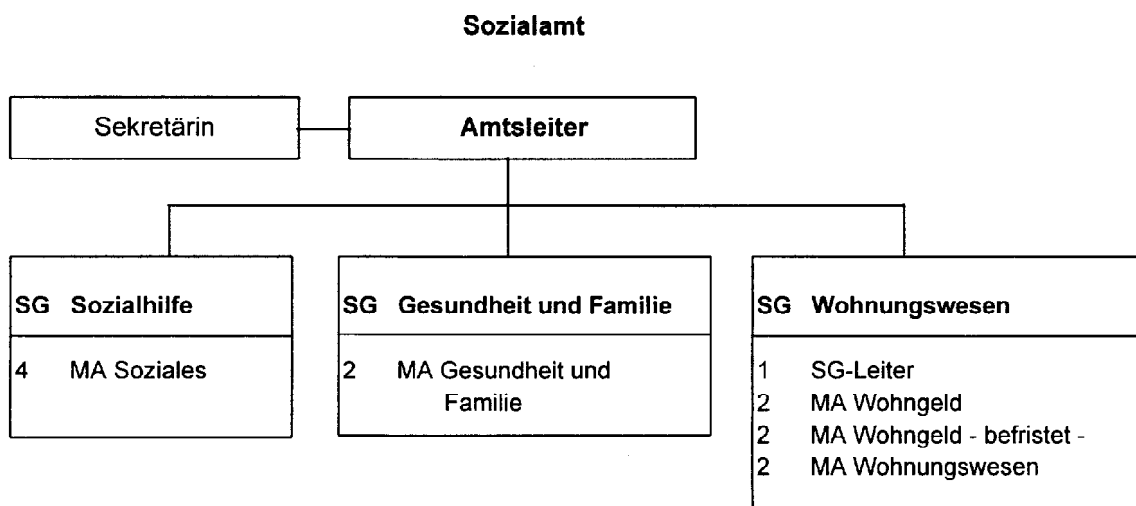 Sozialamt
Sekretärin
Amtsleiter
SG Sozialhilfe
4 MA Soziales
SG Gesundheit und Familie
2 MA Gesundheit und
Familie
SG Wohnungswesen
1 SG-Leiter
2 MA Wohngeld
2 MA Wohngeld - befristet -
2 MA Wohnungswesen